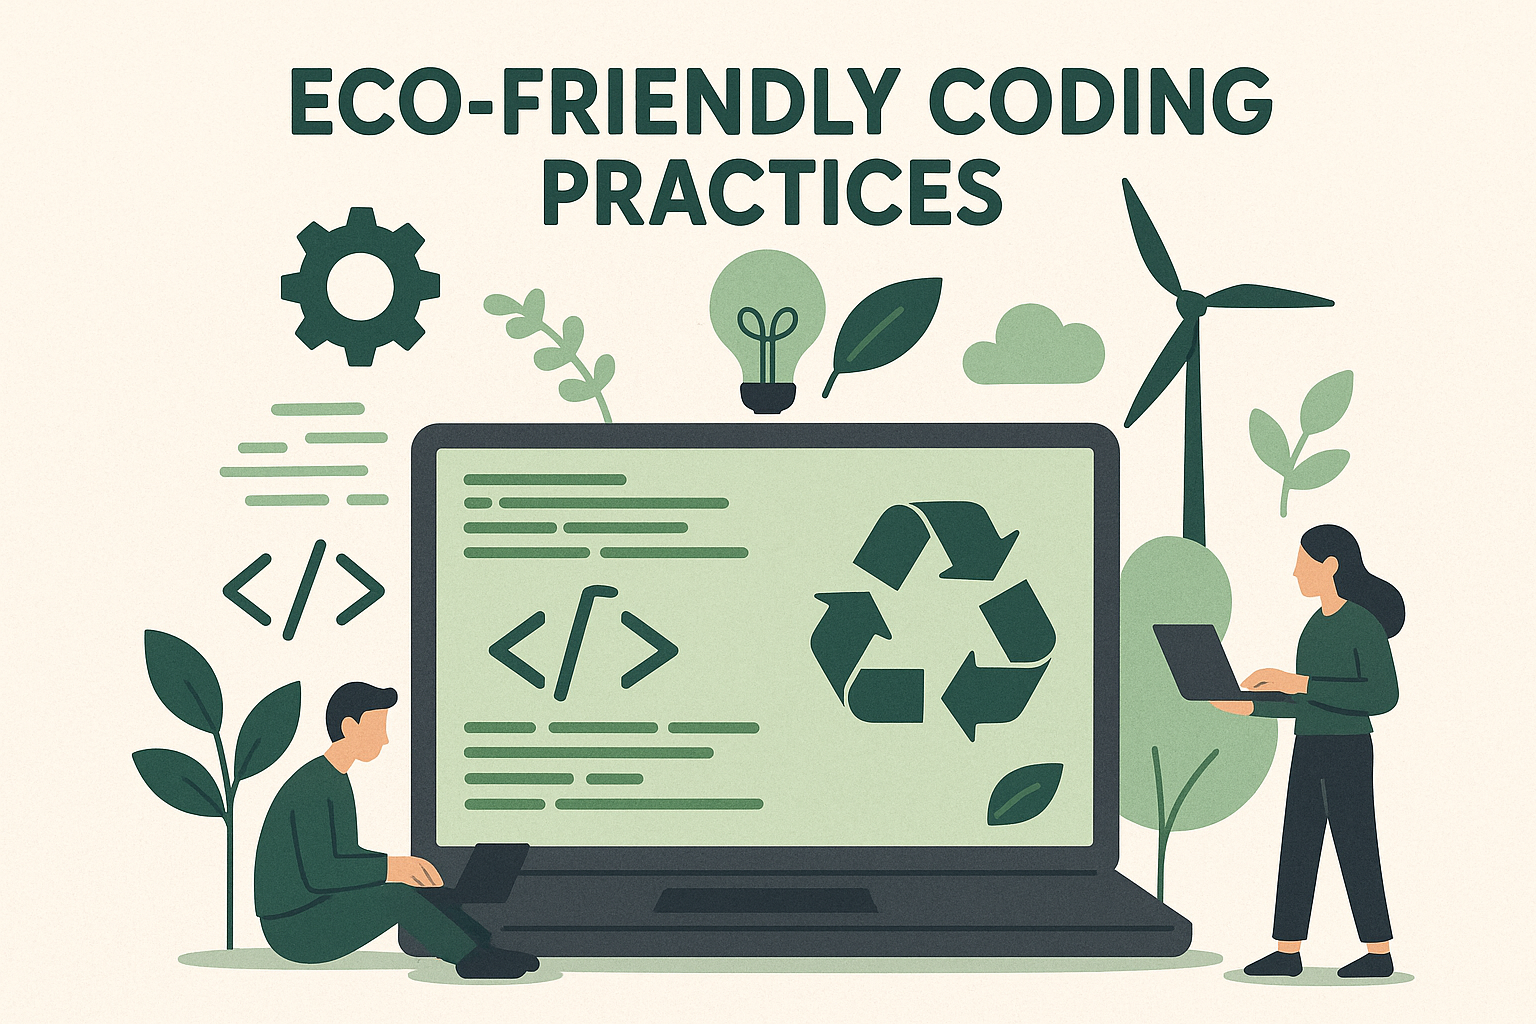 ECO-FRIENDLY CODING
PRACTICES
</>
</>